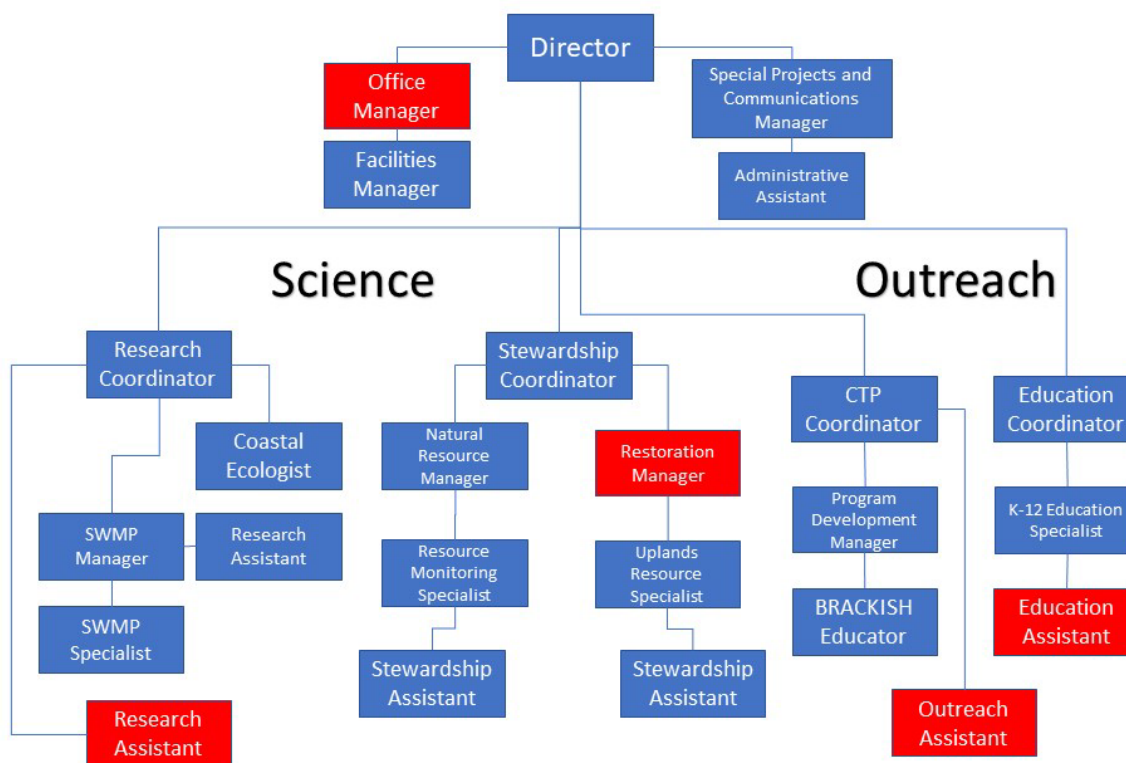 Director
Office
Manager
Special Projects and
Communications
Manager
Facilities
Manager
Administrative
Assistant
Science
Outreach
Research
Coordinator
Stewardship
Coordinator
CTP
Coordinator
Education
Coordinator
Coastal
Ecologist
Natural
Resource
Manager
Restoration
Manager
Program
Development
Manager
K-12 Education
Specialist
SWMP
Manager
Research
Assistant
Resource
Monitoring
Specialist
Uplands
Resource
Specialist
BRACKISH
Educator
Education
Assistant
SWMP
Specialist
Stewardship
Assistant
Stewardship
Assistant
Research
Assistant
Outreach
Assistant